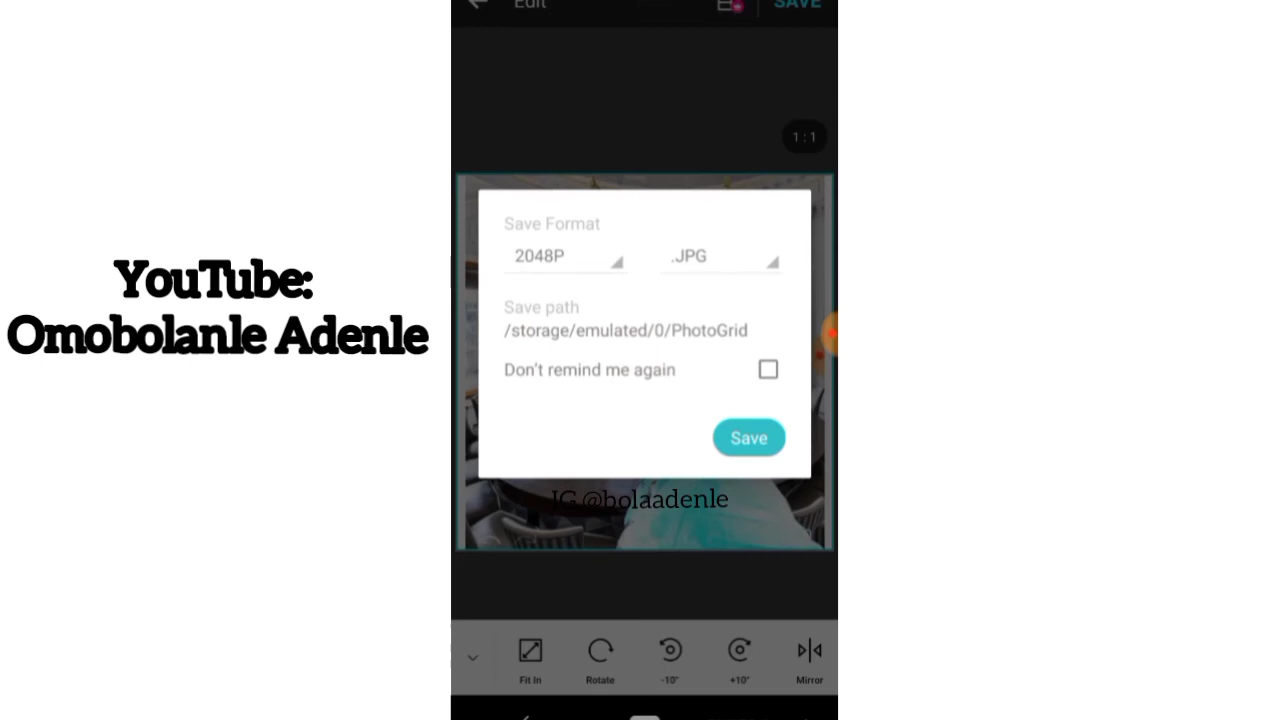 Edit
SAVE
1:1
Save Format
2048P
.JPG
Save path
/storage/emulated/0/PhotoGrid
Don't remind me again
Save
YouTube:
Omobolanle Adenle
IG @bolaadenle
Fit In
Rotate
-10°
+10°
Mirror